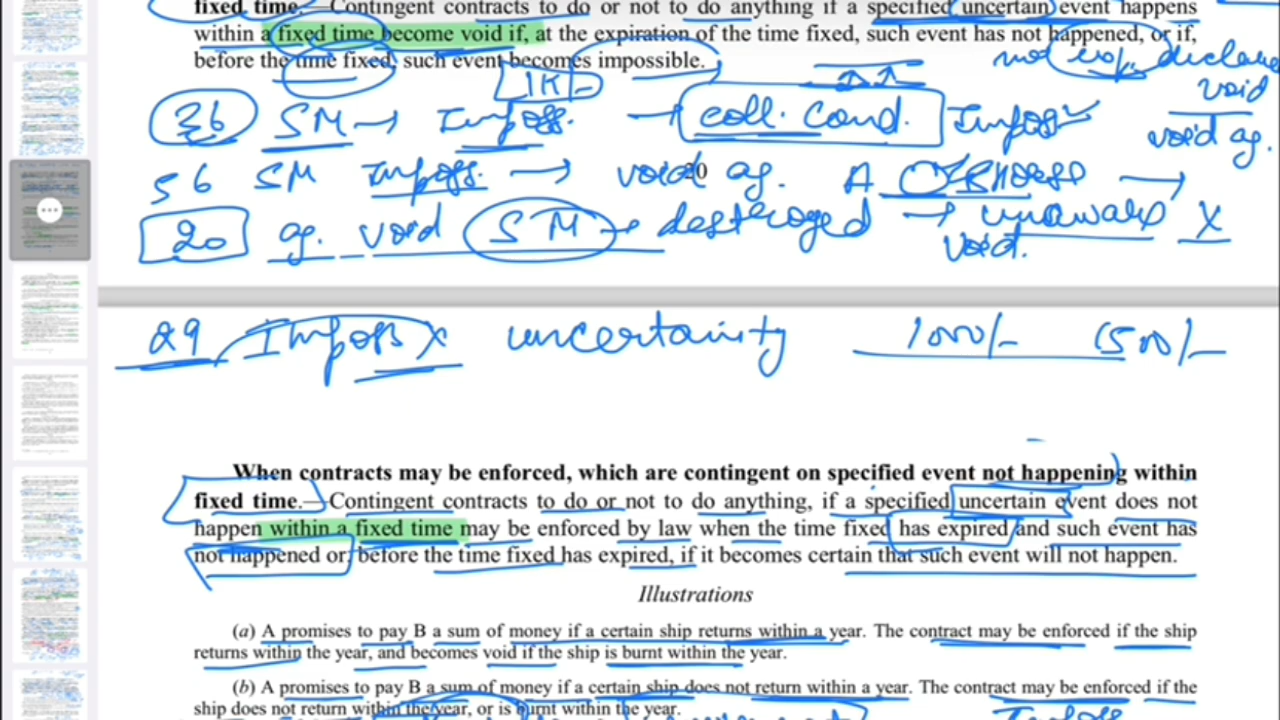 fixed time.—Contingent contracts to do or not to do anything if a specified uncertain event happens
within a fixed time become void if, at the expiration of the time fixed, such event has not happened, or if,
before the time fixed, such event becomes impossible.
not declare
void
1K/-
36 SM → Imposs. → coll. cond.
void ag.
56 SM Imposs. → void ag. A →
20
20 ag. void SM → destroyed → unaware X
void.
29 Imposs X uncertainty 1000/- 1500/-
When contracts may be enforced, which are contingent on specified event not happening within
fixed time.—Contingent contracts to do or not to do anything, if a specified uncertain event does not
happen within a fixed time may be enforced by law when the time fixed has expired and such event has
not happened or, before the time fixed has expired, if it becomes certain that such event will not happen.
Illustrations
(a) A promises to pay B a sum of money if a certain ship returns within a year. The contract may be enforced if the ship
returns within the year, and becomes void if the ship is burnt within the year.
(b) A promises to pay B a sum of money if a certain ship does not return within a year. The contract may be enforced if the
ship does not return within the year, or is burnt within the year.